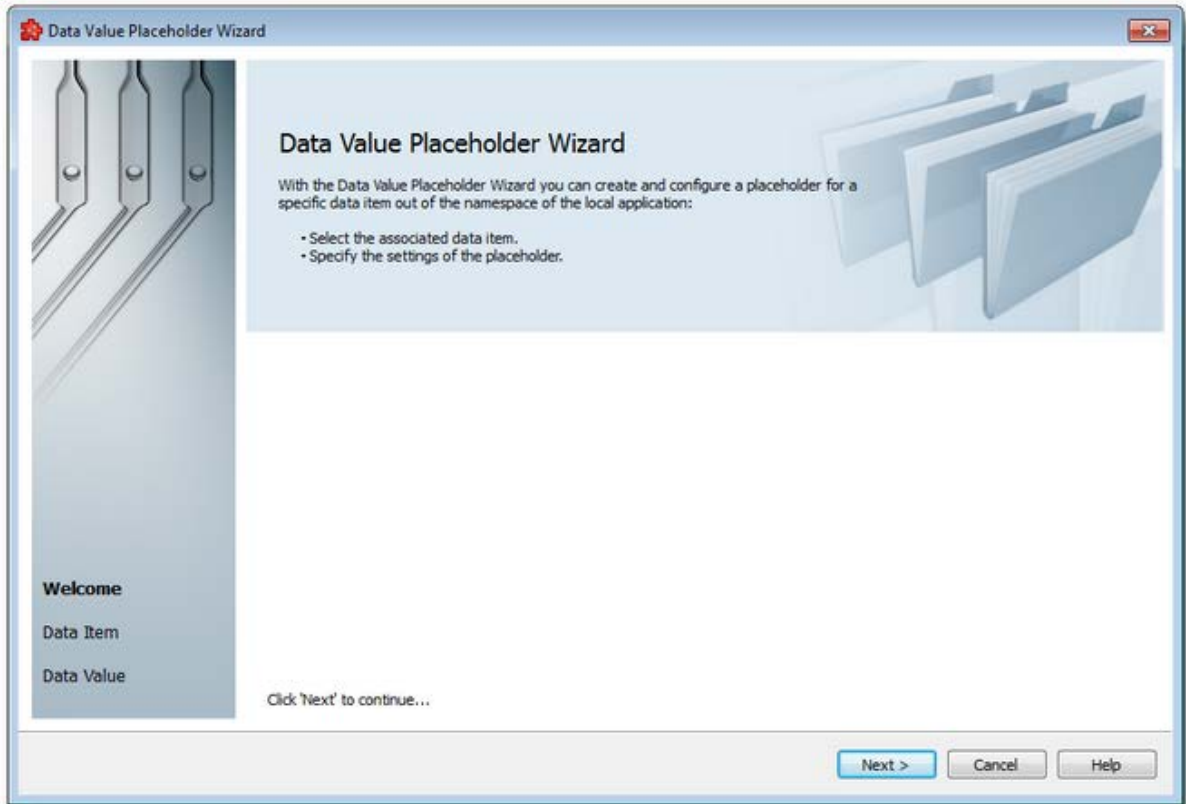 Data Value Placeholder Wizard
Data Value Placeholder Wizard
With the Data Value Placeholder Wizard you can create and configure a placeholder for a
specific data item out of the namespace of the local application:
• Select the associated data item.
• Specify the settings of the placeholder.
Welcome
Data Item
Data Value
Click 'Next' to continue...
Next >
Cancel
Help